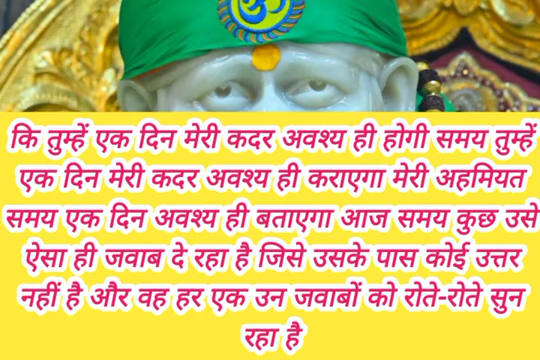 कि तुम्हें एक दिन मेरी कदर अवश्य ही होगी समय तुम्हें
एक दिन मेरी कदर अवश्य ही कराएगा मेरी अहमियत
समय एक दिन अवश्य ही बताएगा आज समय कुछ उसे
ऐसा ही जवाब दे रहा है जिसे उसके पास कोई उत्तर
नहीं है और वह हर एक उन जवाबों को रोते-रोते सुन
रहा है